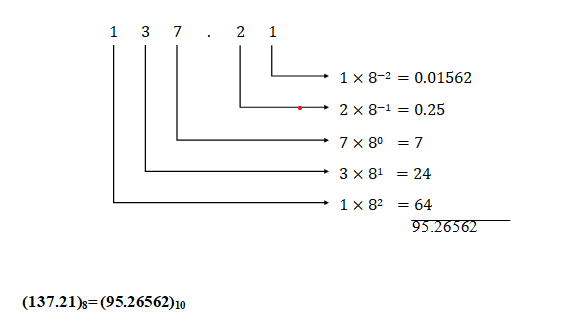 1 3 7 . 2 1
1 × 8⁻² = 0.01562
2 × 8⁻¹ = 0.25
7 × 8⁰ = 7
3 × 8¹ = 24
1 × 8² = 64
95.26562
(137.21)₈=(95.26562)₁₀